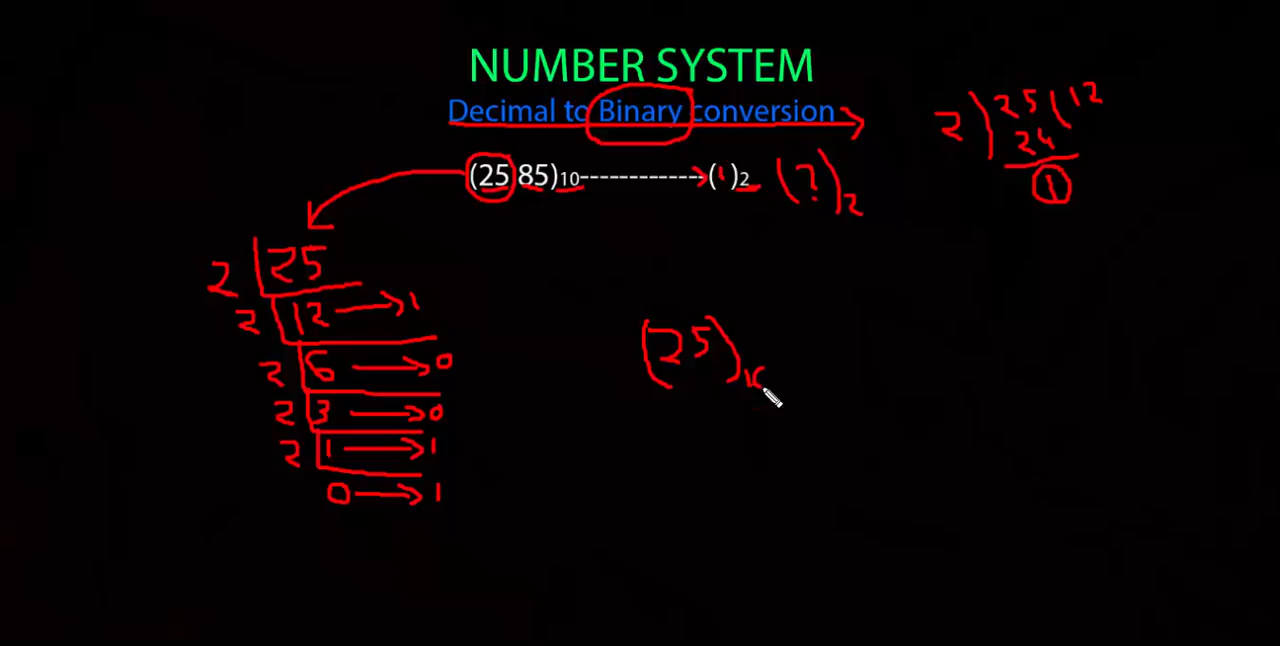 NUMBER SYSTEM
Decimal to Binary conversion
2 ) 25 ( 12
24
1
(25 85)10------------(1)2 (?)2
2 25
2 12 → 1
2 6 → 0
2 3 → 0
2 1 → 1
0 → 1
(25)